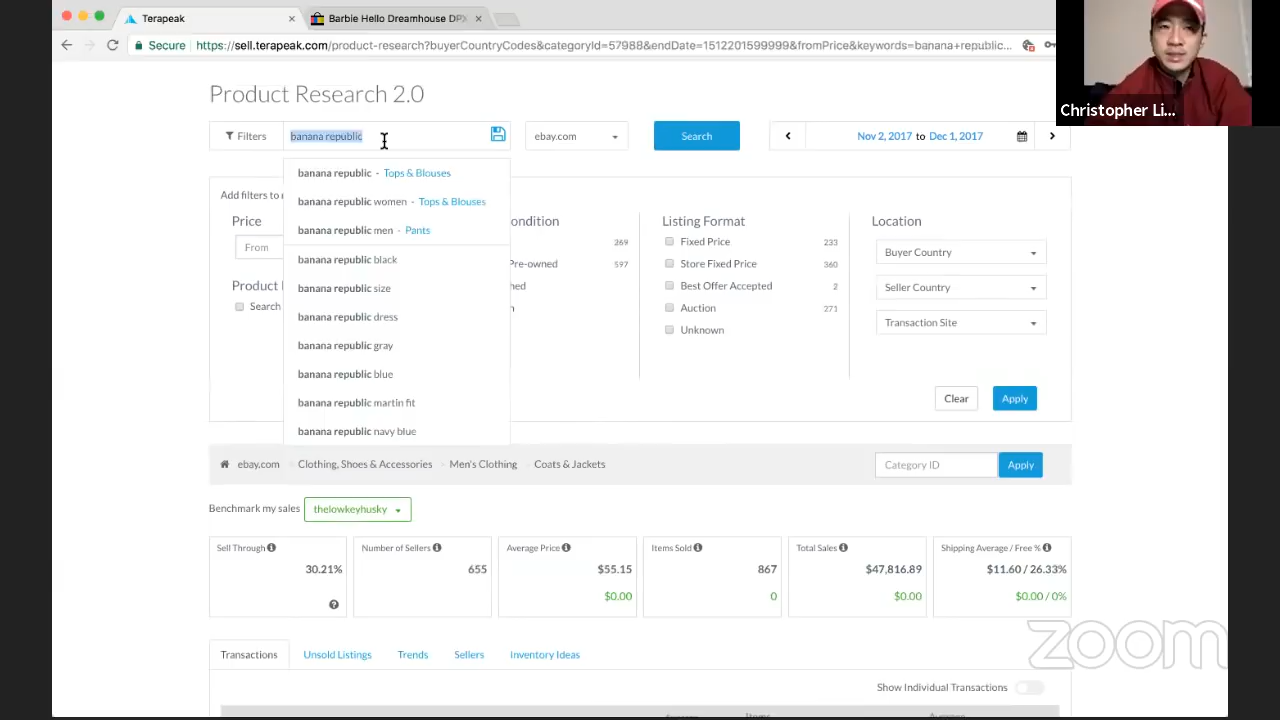 Terapeak
Barbie Hello Dreamhouse DPX
Secure https://sell.terapeak.com/product-research?buyerCountryCodes&categoryId=57988&endDate=1512201599999&fromPrice&keywords=banana+republic...
Christopher Li...
Product Research 2.0
Filters banana republic ebay.com Search Nov 2, 2017 to Dec 1, 2017
banana republic - Tops & Blouses
banana republic women - Tops & Blouses
banana republic men - Pants
banana republic black
banana republic size
banana republic dress
banana republic gray
banana republic blue
banana republic martin fit
banana republic navy blue
Add filters to
Price
From
Product
Search
ondition
269
Pre-owned 597
Listing Format
Fixed Price 233
Store Fixed Price 360
Best Offer Accepted 2
Auction 271
Unknown
Location
Buyer Country
Seller Country
Transaction Site
Clear Apply
ebay.com Clothing, Shoes & Accessories Men's Clothing Coats & Jackets Category ID Apply
Benchmark my sales thelowkeyhusky
Sell Through
30.21%
Number of Sellers
655
Average Price
$55.15
$0.00
Items Sold
867
0
Total Sales
$47,816.89
$0.00
Shipping Average / Free %
$11.60 / 26.33%
$0.00 / 0%
Transactions Unsold Listings Trends Sellers Inventory Ideas
Show Individual Transactions
zoom